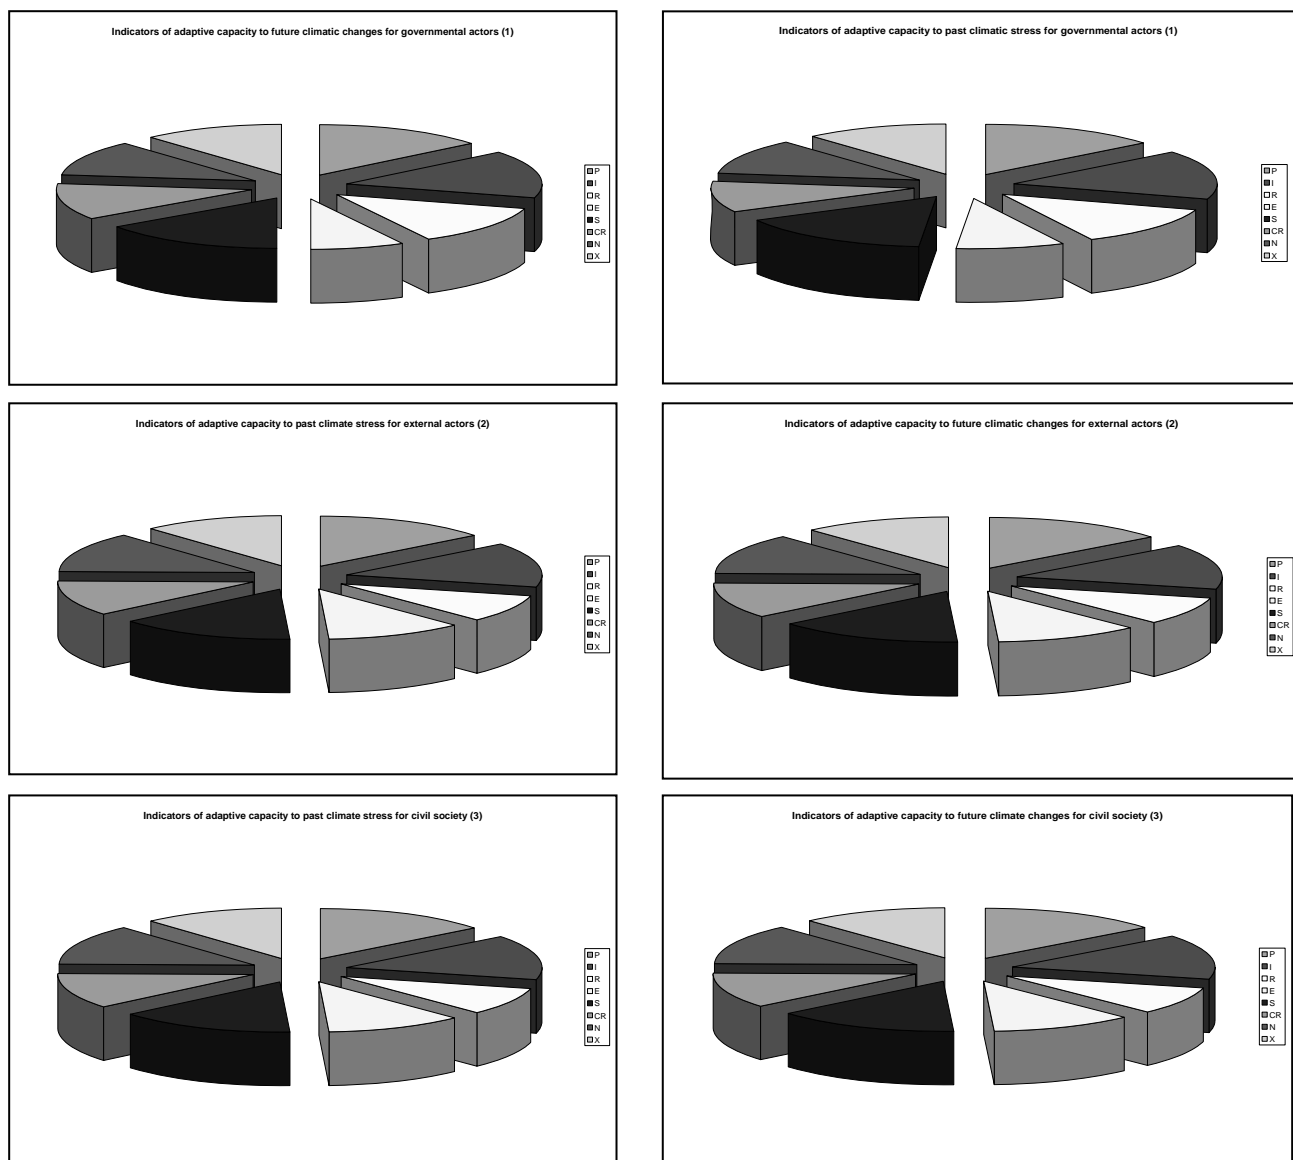 Indicators of adaptive capacity to future climatic changes for governmental actors (1)
P
I
R
E
S
CR
N
X
Indicators of adaptive capacity to past climatic stress for governmental actors (1)
P
I
R
E
S
CR
N
X
Indicators of adaptive capacity to past climate stress for external actors (2)
P
I
R
E
S
CR
N
X
Indicators of adaptive capacity to future climatic changes for external actors (2)
P
I
R
E
S
CR
N
X
Indicators of adaptive capacity to past climate stress for civil society (3)
P
I
R
E
S
CR
N
X
Indicators of adaptive capacity to future climate changes for civil society (3)
P
I
R
E
S
CR
N
X